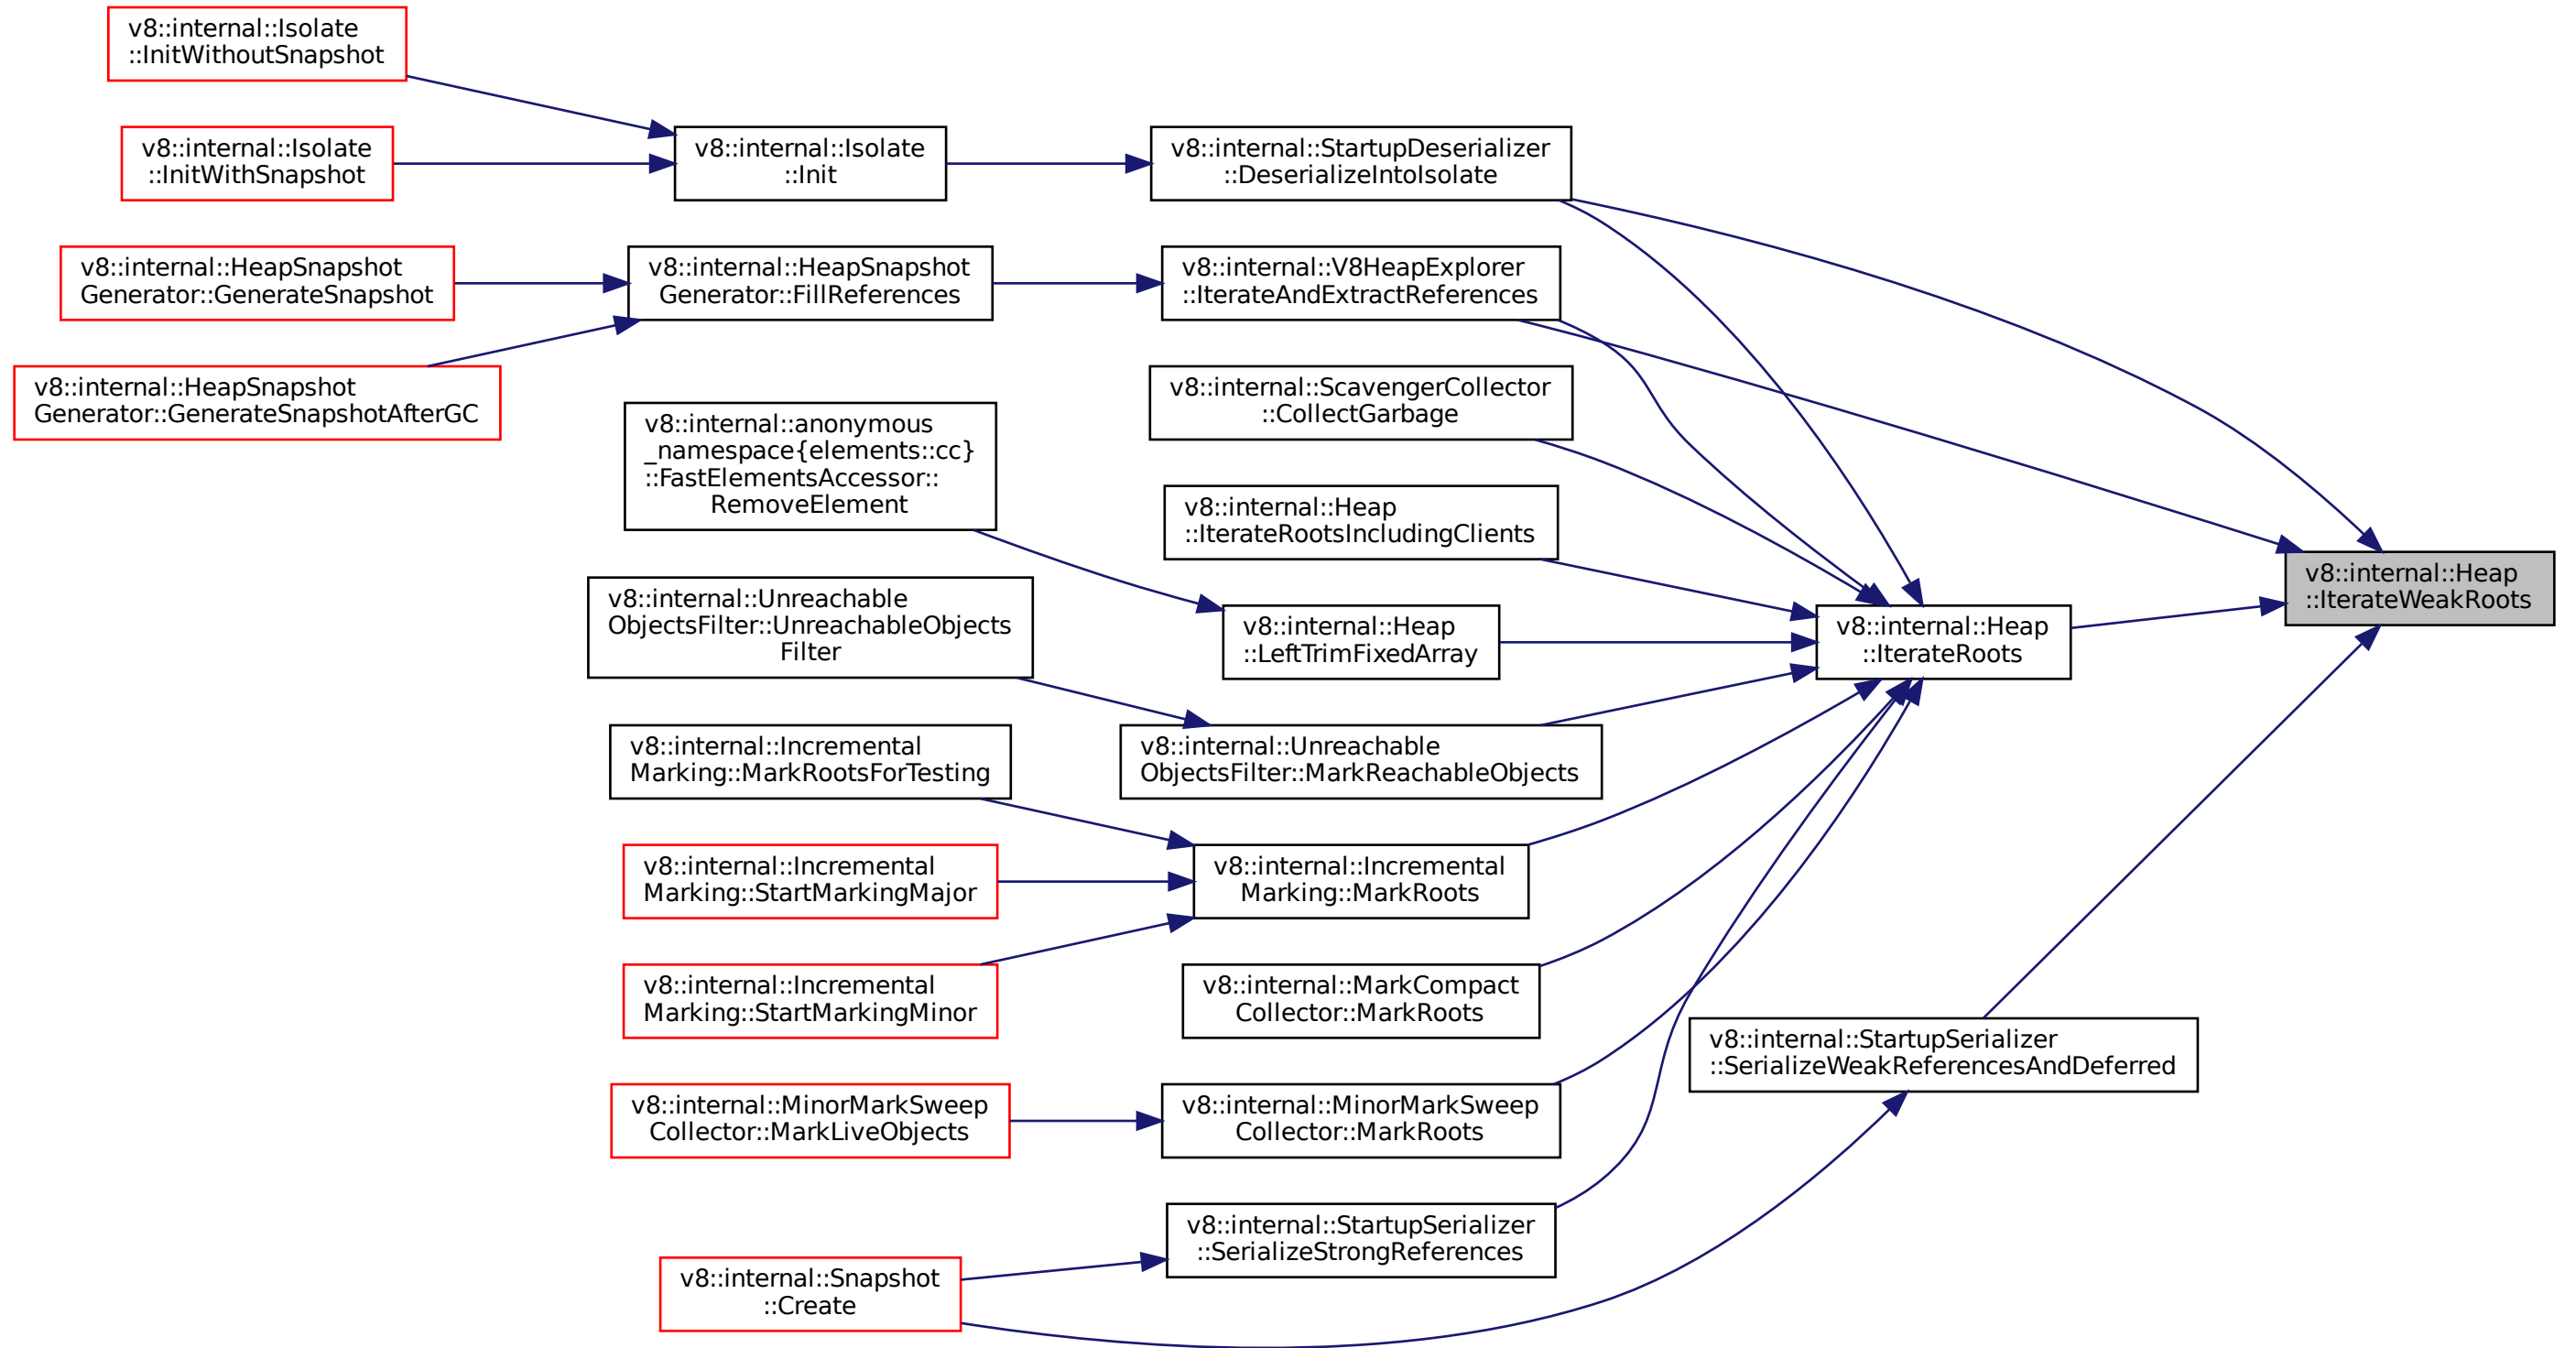 v8::internal::Isolate
::InitWithoutSnapshot
v8::internal::Isolate
::InitWithSnapshot
v8::internal::Isolate
::Init
v8::internal::StartupDeserializer
::DeserializeIntoIsolate
v8::internal::HeapSnapshot
Generator::GenerateSnapshot
v8::internal::HeapSnapshot
Generator::FillReferences
v8::internal::V8HeapExplorer
::IterateAndExtractReferences
v8::internal::HeapSnapshot
Generator::GenerateSnapshotAfterGC
v8::internal::ScavengerCollector
::CollectGarbage
v8::internal::anonymous
_namespace{elements::cc}
::FastElementsAccessor::
RemoveElement
v8::internal::Heap
::IterateRootsIncludingClients
v8::internal::Heap
::IterateWeakRoots
v8::internal::Unreachable
ObjectsFilter::UnreachableObjects
Filter
v8::internal::Heap
::LeftTrimFixedArray
v8::internal::Heap
::IterateRoots
v8::internal::Incremental
Marking::MarkRootsForTesting
v8::internal::Unreachable
ObjectsFilter::MarkReachableObjects
v8::internal::Incremental
Marking::StartMarkingMajor
v8::internal::Incremental
Marking::MarkRoots
v8::internal::Incremental
Marking::StartMarkingMinor
v8::internal::MarkCompact
Collector::MarkRoots
v8::internal::StartupSerializer
::SerializeWeakReferencesAndDeferred
v8::internal::MinorMarkSweep
Collector::MarkLiveObjects
v8::internal::MinorMarkSweep
Collector::MarkRoots
v8::internal::StartupSerializer
::SerializeStrongReferences
v8::internal::Snapshot
::Create